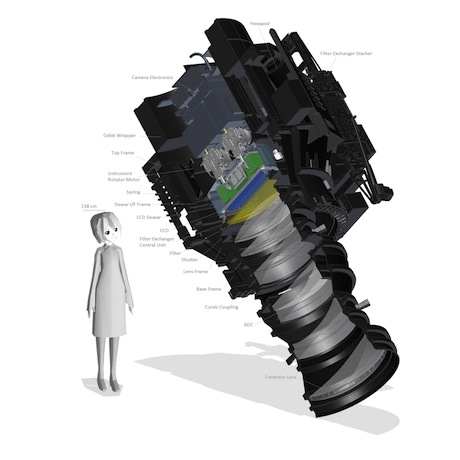 Hexapod
Filter Exchanger Stacker
Camera Electronics
Cable Wrapper
Top Frame
Instrument
Rotator Motor
Spring
Dewar I/F Frame
158 cm
CCD Dewar
CCD
Filter Exchanger
Central Unit
Filter
Shutter
Lens Frame
Base Frame
Curvic Coupling
ADC
Corrector Lens